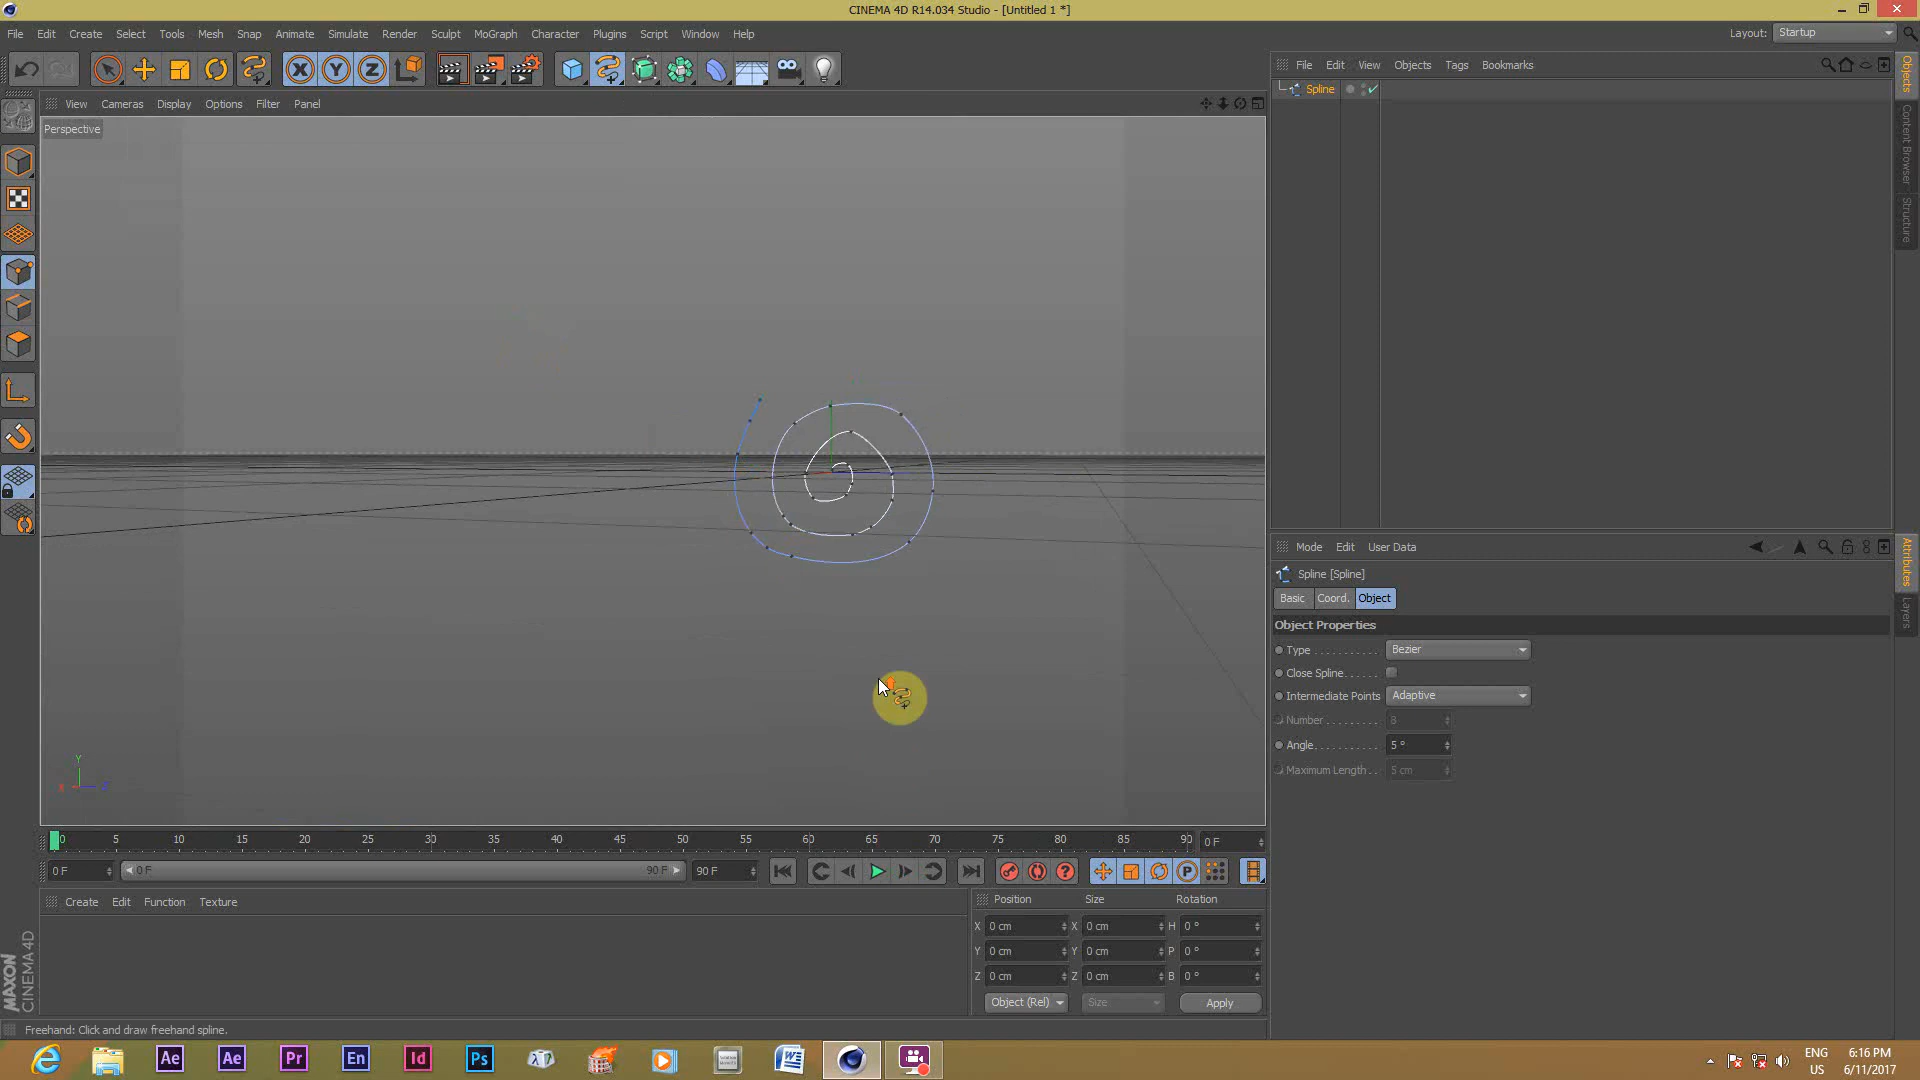 CINEMA 4D R14.034 Studio - [Untitled 1 *]
File Edit Create Select Tools Mesh Snap Animate Simulate Render Sculpt MoGraph Character Plugins Script Window Help
Layout: Startup
View Cameras Display Options Filter Panel
File Edit View Objects Tags Bookmarks
Perspective
Spline
Objects
Content Browser
Structure
Mode Edit User Data
Spline [Spline]
Basic Coord. Object
Object Properties
Type Bezier
Close Spline
Intermediate Points Adaptive
Number 8
Angle 5 °
Maximum Length 5 cm
Attributes
Layers
Y
X Z
0 5 10 15 20 25 30 35 40 45 50 55 60 65 70 75 80 85 90 0 F
0 F 0 F 90 F 90 F
Create Edit Function Texture
Position Size Rotation
X 0 cm X 0 cm H 0 °
Y 0 cm Y 0 cm P 0 °
Z 0 cm Z 0 cm B 0 °
Object (Rel) Size Apply
MAXON
CINEMA 4D
Freehand: Click and draw freehand spline.
Ae Ae Pr En Id Ps
ENG
US
6:16 PM
6/11/2017